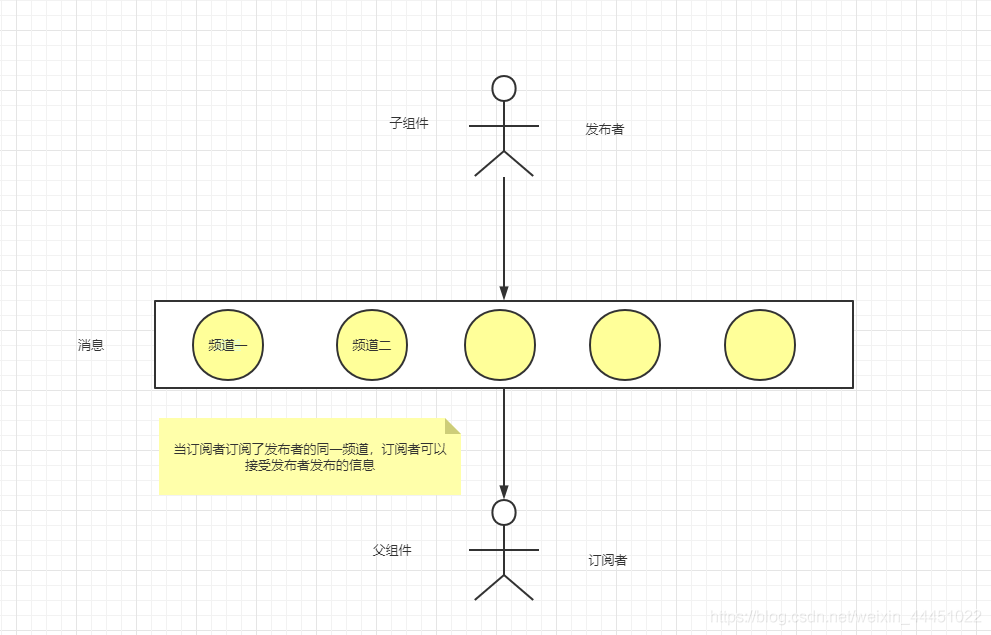 子组件
发布者
消息
频道一
频道二
当订阅者订阅了发布者的同一频道，订阅者可以
接受发布者发布的信息
父组件
订阅者
https://blog.csdn.net/weixin_44451022